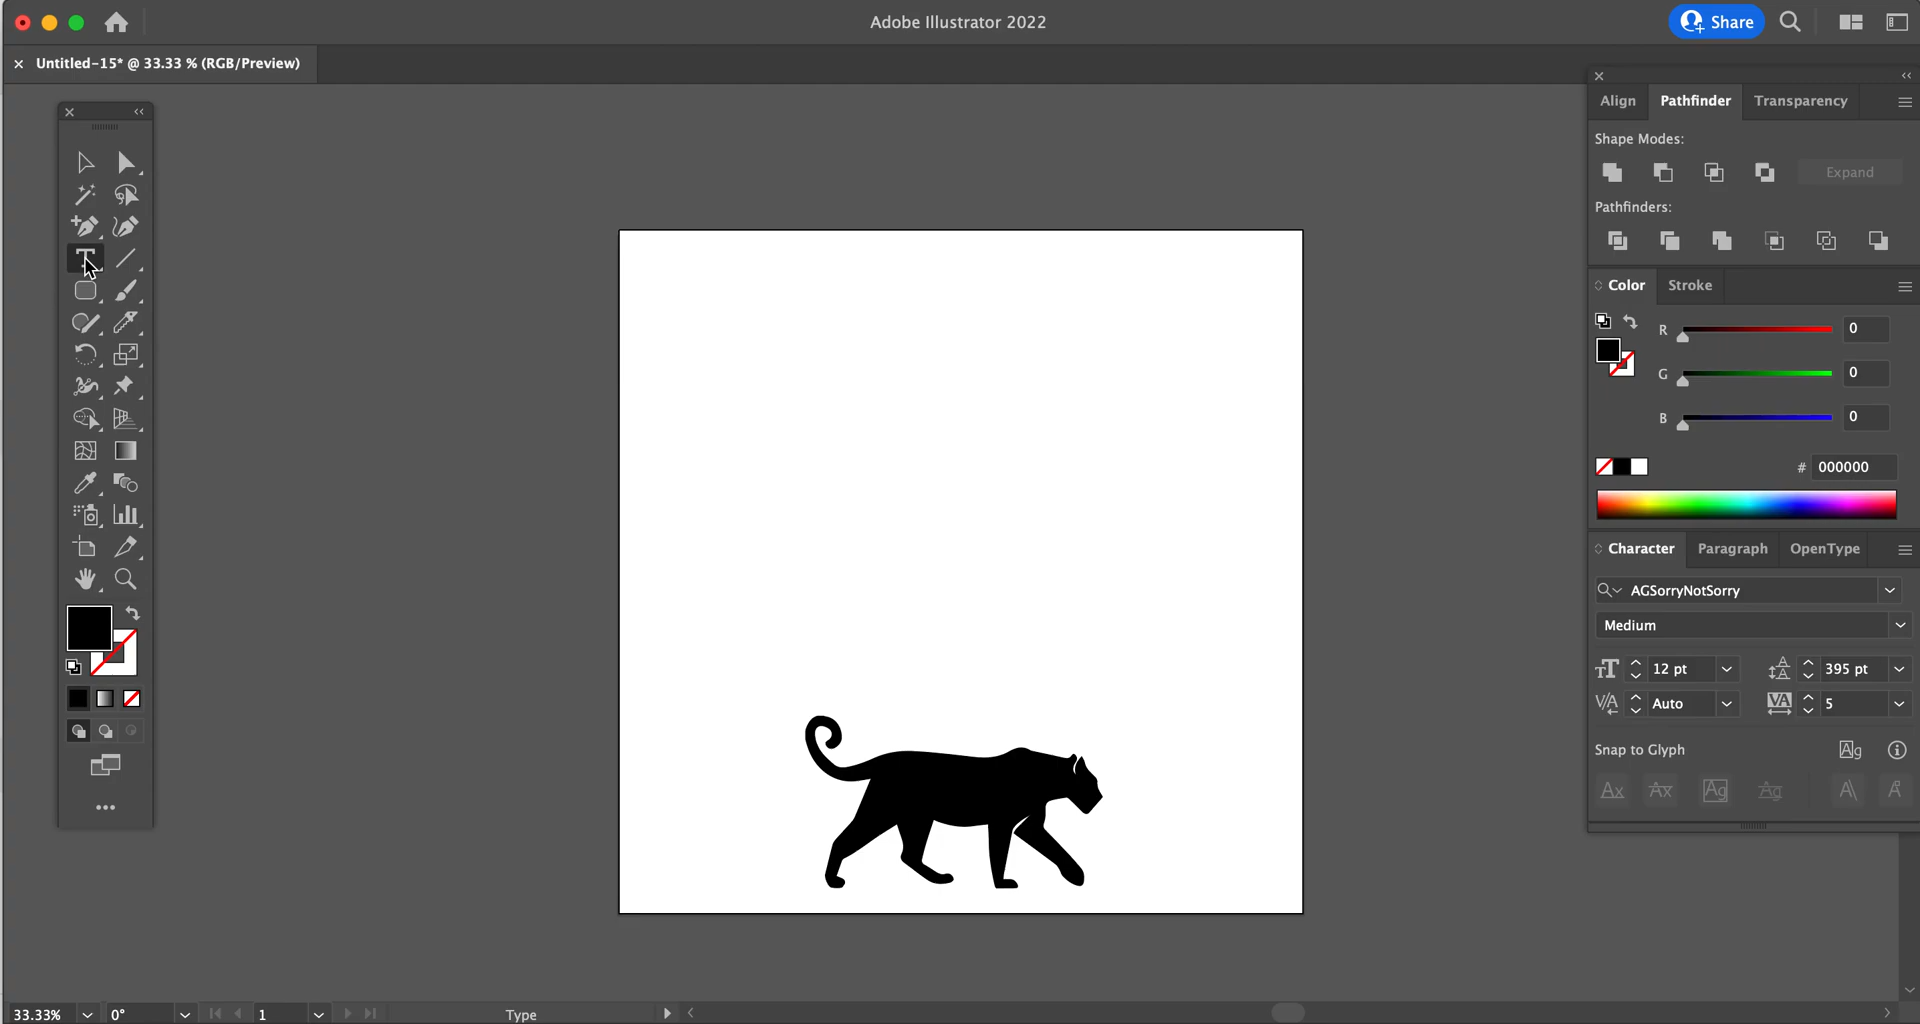 Adobe Illustrator 2022
Share
× Untitled-15* @ 33.33 % (RGB/Preview)
Align Pathfinder Transparency
Shape Modes:
Expand
Pathfinders:
Color Stroke
R 0
G 0
B 0
# 000000
Character Paragraph OpenType
AGSorryNotSorry
Medium
12 pt 395 pt
Auto 5
Snap to Glyph
33.33% 0° 1 Type